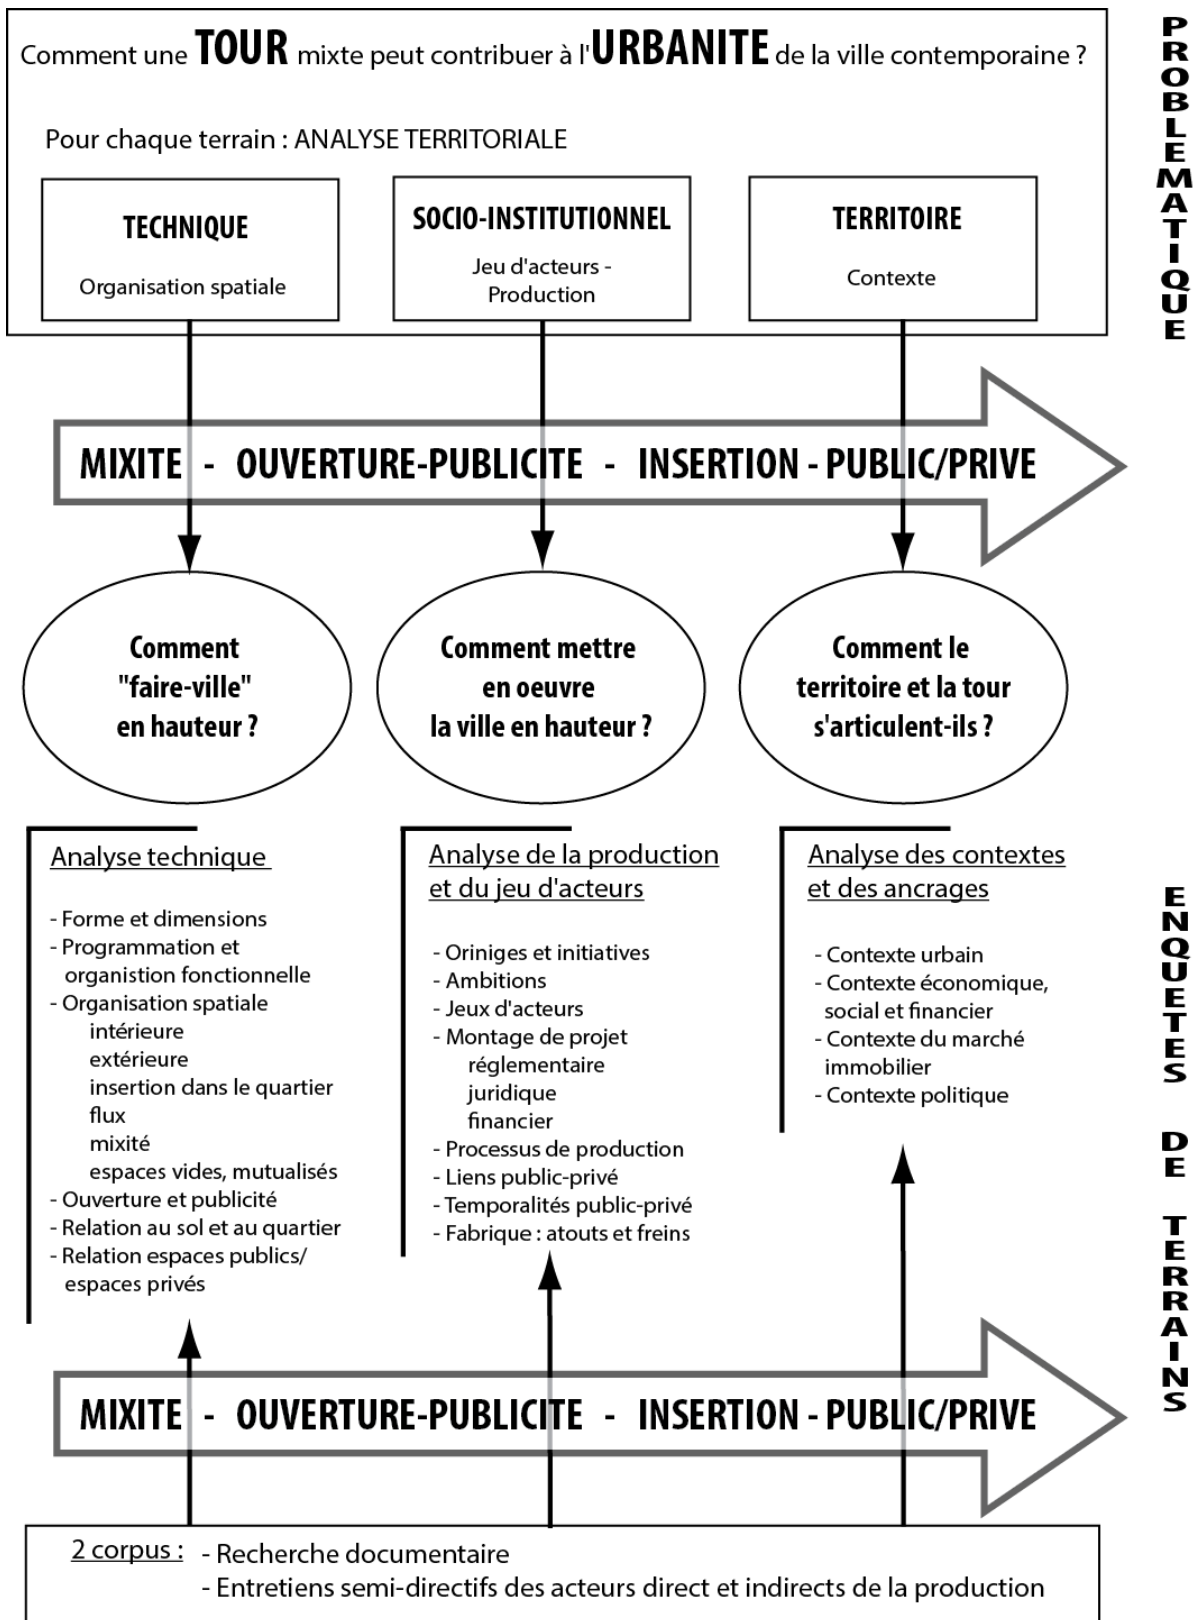 Comment une TOUR mixte peut contribuer à l'URBANITE de la ville contemporaine ?
Pour chaque terrain : ANALYSE TERRITORIALE
TECHNIQUE
Organisation spatiale
SOCIO-INSTITUTIONNEL
Jeu d'acteurs -
Production
TERRITOIRE
Contexte
PROBLEMATIQUE
MIXITE - OUVERTURE-PUBLICITE - INSERTION - PUBLIC/PRIVE
Comment
"faire-ville"
en hauteur ?
Comment mettre
en oeuvre
la ville en hauteur ?
Comment le
territoire et la tour
s'articulent-ils ?
Analyse technique
- Forme et dimensions
- Programmation et
organistion fonctionnelle
- Organisation spatiale
intérieure
extérieure
insertion dans le quartier
flux
mixité
espaces vides, mutualisés
- Ouverture et publicité
- Relation au sol et au quartier
- Relation espaces publics/
espaces privés
Analyse de la production
et du jeu d'acteurs
- Oriniges et initiatives
- Ambitions
- Jeux d'acteurs
- Montage de projet
réglementaire
juridique
financier
- Processus de production
- Liens public-privé
- Temporalités public-privé
- Fabrique : atouts et freins
Analyse des contextes
et des ancrages
- Contexte urbain
- Contexte économique,
social et financier
- Contexte du marché
immobilier
- Contexte politique
ENQUETES DE TERRAINS
MIXITE - OUVERTURE-PUBLICITE - INSERTION - PUBLIC/PRIVE
2 corpus : - Recherche documentaire
- Entretiens semi-directifs des acteurs direct et indirects de la production